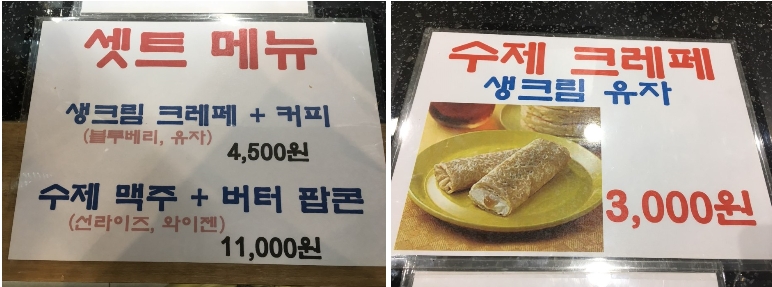 셋트 메뉴
생크림 크레페 + 커피
(블루베리, 유자)
4,500원
수제 맥주 + 버터 팝콘
(선라이즈, 와이젠)
11,000원
수제 크레페
생크림 유자
3,000원